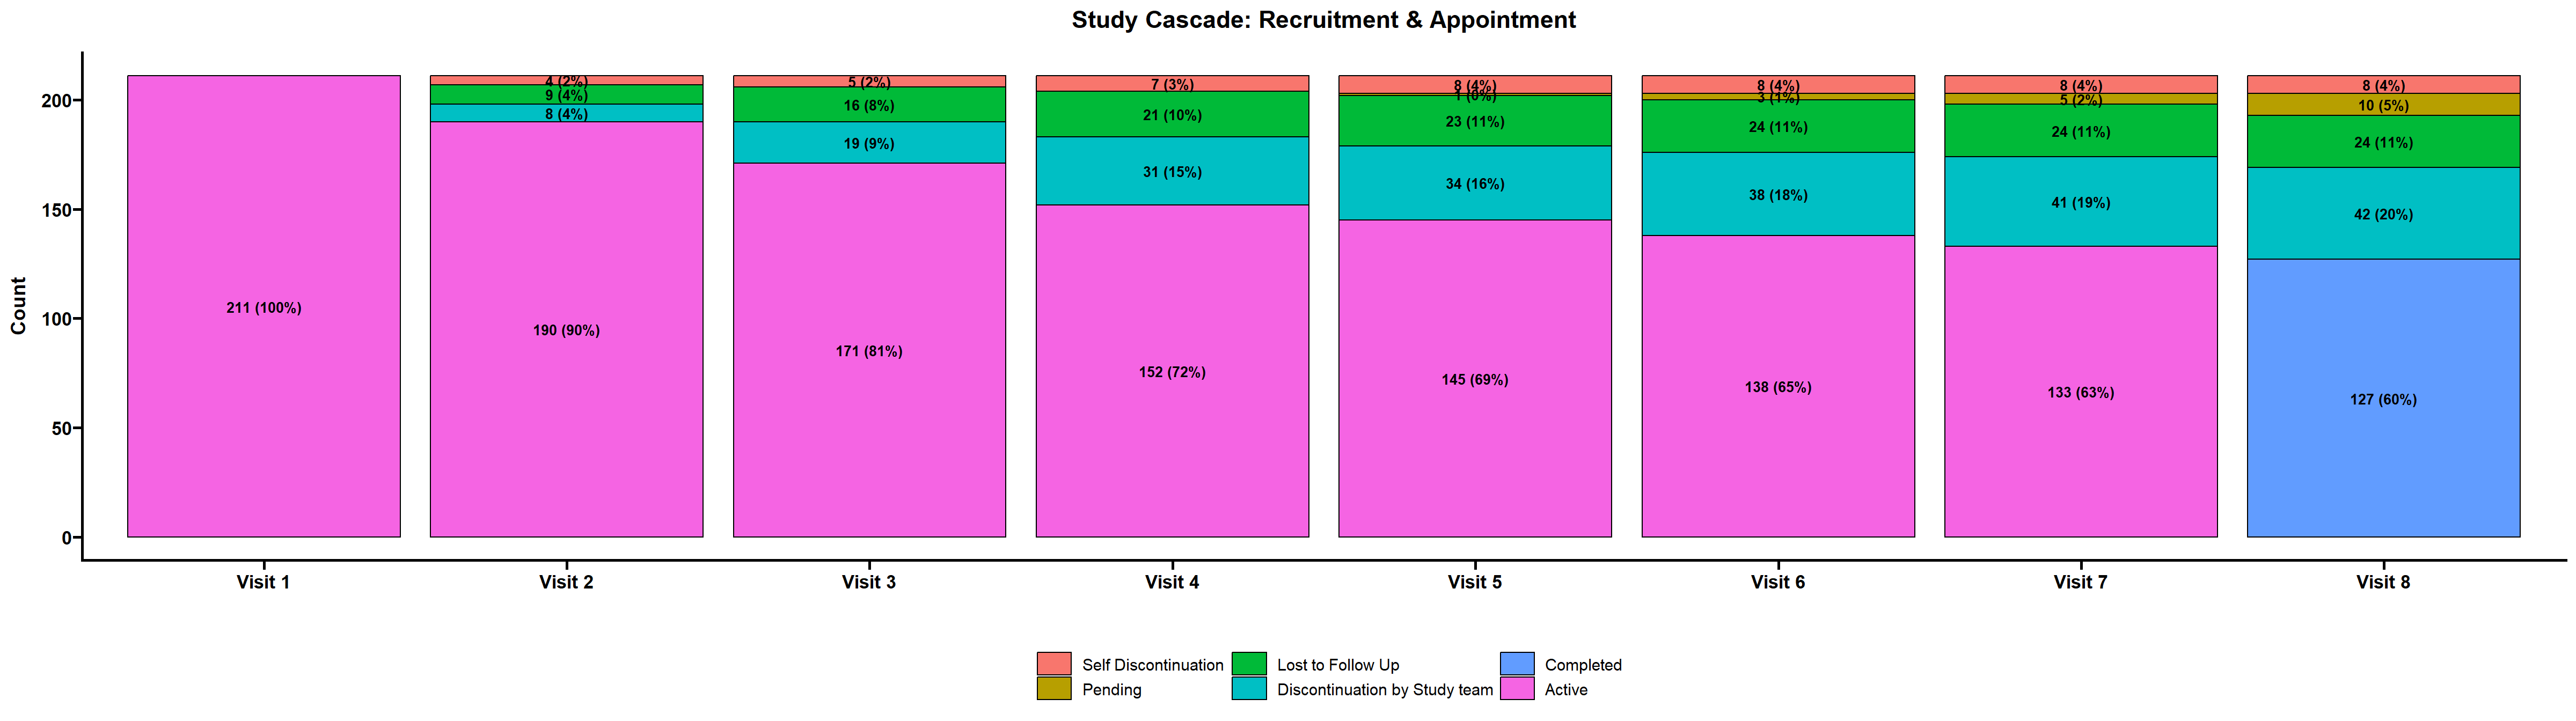 Study Cascade: Recruitment & Appointment
Count
200
150
100
50
0
211 (100%)
4 (2%)
9 (4%)
8 (4%)
190 (90%)
5 (2%)
16 (8%)
19 (9%)
171 (81%)
7 (3%)
21 (10%)
31 (15%)
152 (72%)
8 (4%)
1 (0%)
23 (11%)
34 (16%)
145 (69%)
8 (4%)
3 (1%)
24 (11%)
38 (18%)
138 (65%)
8 (4%)
5 (2%)
24 (11%)
41 (19%)
133 (63%)
8 (4%)
10 (5%)
24 (11%)
42 (20%)
127 (60%)
Visit 1
Visit 2
Visit 3
Visit 4
Visit 5
Visit 6
Visit 7
Visit 8
Self Discontinuation
Lost to Follow Up
Completed
Pending
Discontinuation by Study team
Active